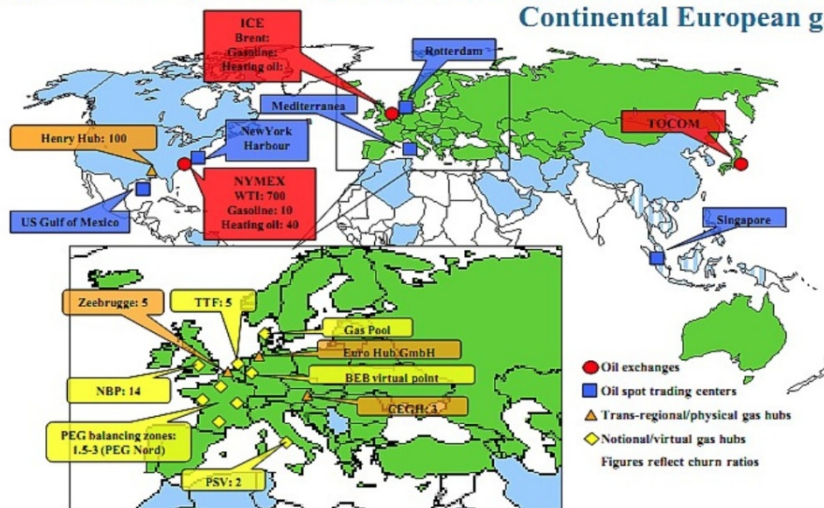 Continental European g
ICE
Brent:
Gasoline:
Heating oil:
Rotterdam
Mediterranea
Henry Hub: 100
NewYork
Harbour
TOCOM
NYMEX
WTI: 700
Gasoline: 10
Heating oil: 40
US Gulf of Mexico
Singapore
Zeebrugge: 5
TTF: 5
Gas Pool
Euro Hub GmbH
BEB virtual point
NBP: 14
CEGH: 3
PEG balancing zones:
1.5-3 (PEG Nord)
PSV: 2
Oil exchanges
Oil spot trading centers
Trans-regional/physical gas hubs
Notional/virtual gas hubs
Figures reflect churn ratios